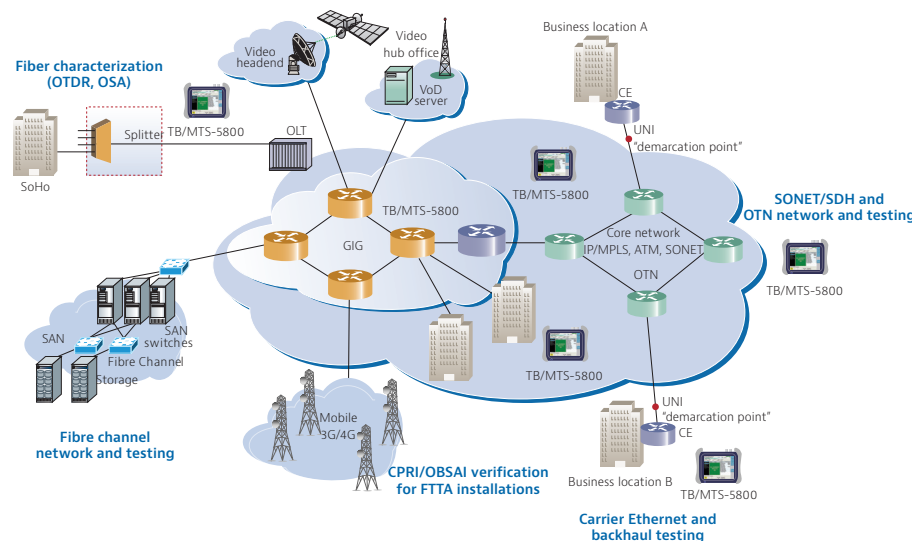 Business location A
Video
hub office
Video
headend
VoD
server
CE
UNI
"demarcation point"
Fiber characterization
(OTDR, OSA)
Splitter
TB/MTS-5800
OLT
SoHo
TB/MTS-5800
TB/MTS-5800
SONET/SDH and
OTN network and testing
GIG
Core network
IP/MPLS, ATM, SONET
OTN
TB/MTS-5800
SAN
SAN
switches
Fibre Channel
Storage
TB/MTS-5800
Mobile
3G/4G
UNI
"demarcation point"
CE
Fibre channel
network and testing
CPRI/OBSAI verification
for FTTA installations
Business location B
TB/MTS-5800
Carrier Ethernet and
backhaul testing